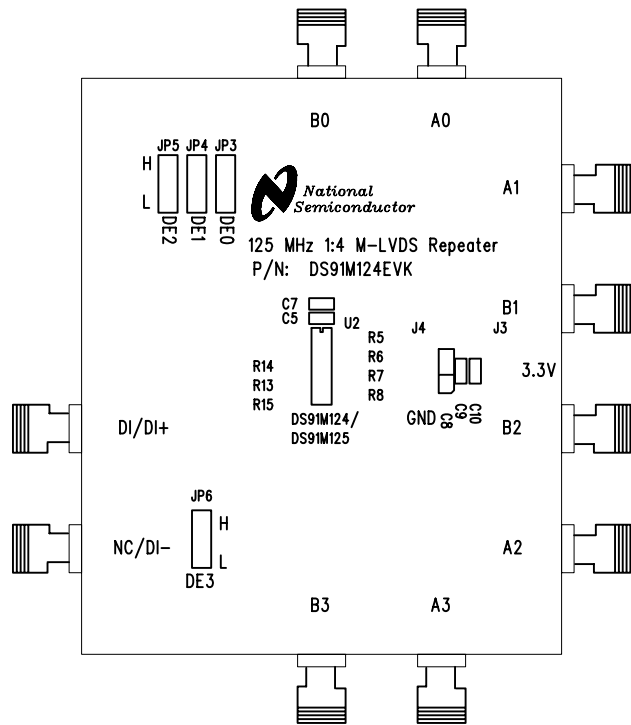 B0 A0
JP5 JP4 JP3
H
L
DE2 DE1 DE0
National
Semiconductor
A1
125 MHz 1:4 M-LVDS Repeater
P/N: DS91M124EVK
C7
C5
U2
B1
J4 J3
R5
R6
R7
R8
R14
R13
R15
3.3V
GND
C8 C9 C10
DS91M124/
DS91M125
DI/DI+
B2
JP6
H
L
DE3
NC/DI-
A2
B3 A3